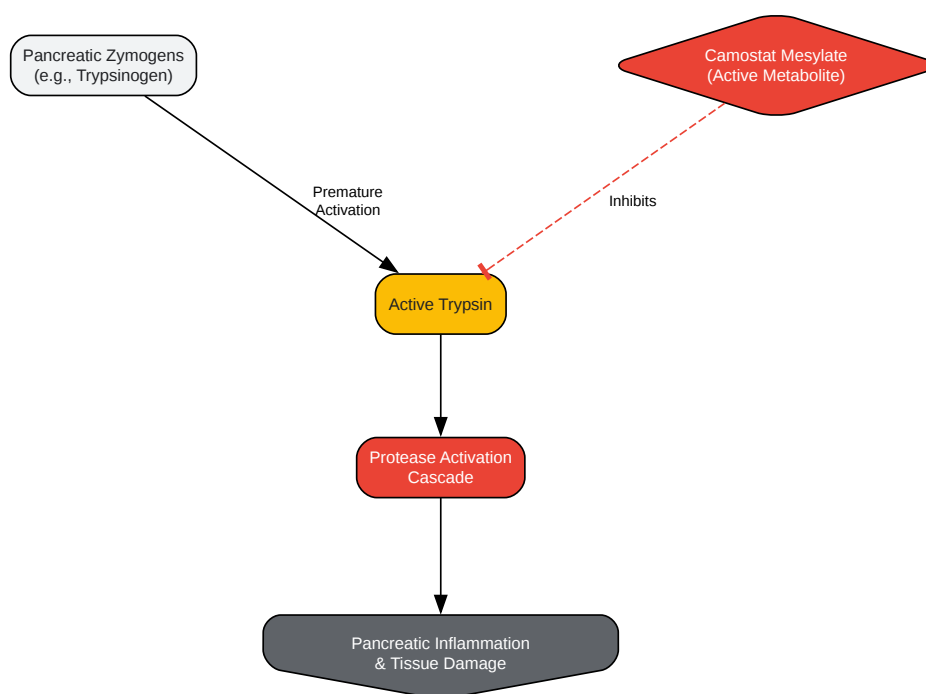 Pancreatic Zymogens
(e.g., Trypsinogen)
Camostat Mesylate
(Active Metabolite)
Premature
Activation
Inhibits
Active Trypsin
Protease Activation
Cascade
Pancreatic Inflammation
& Tissue Damage